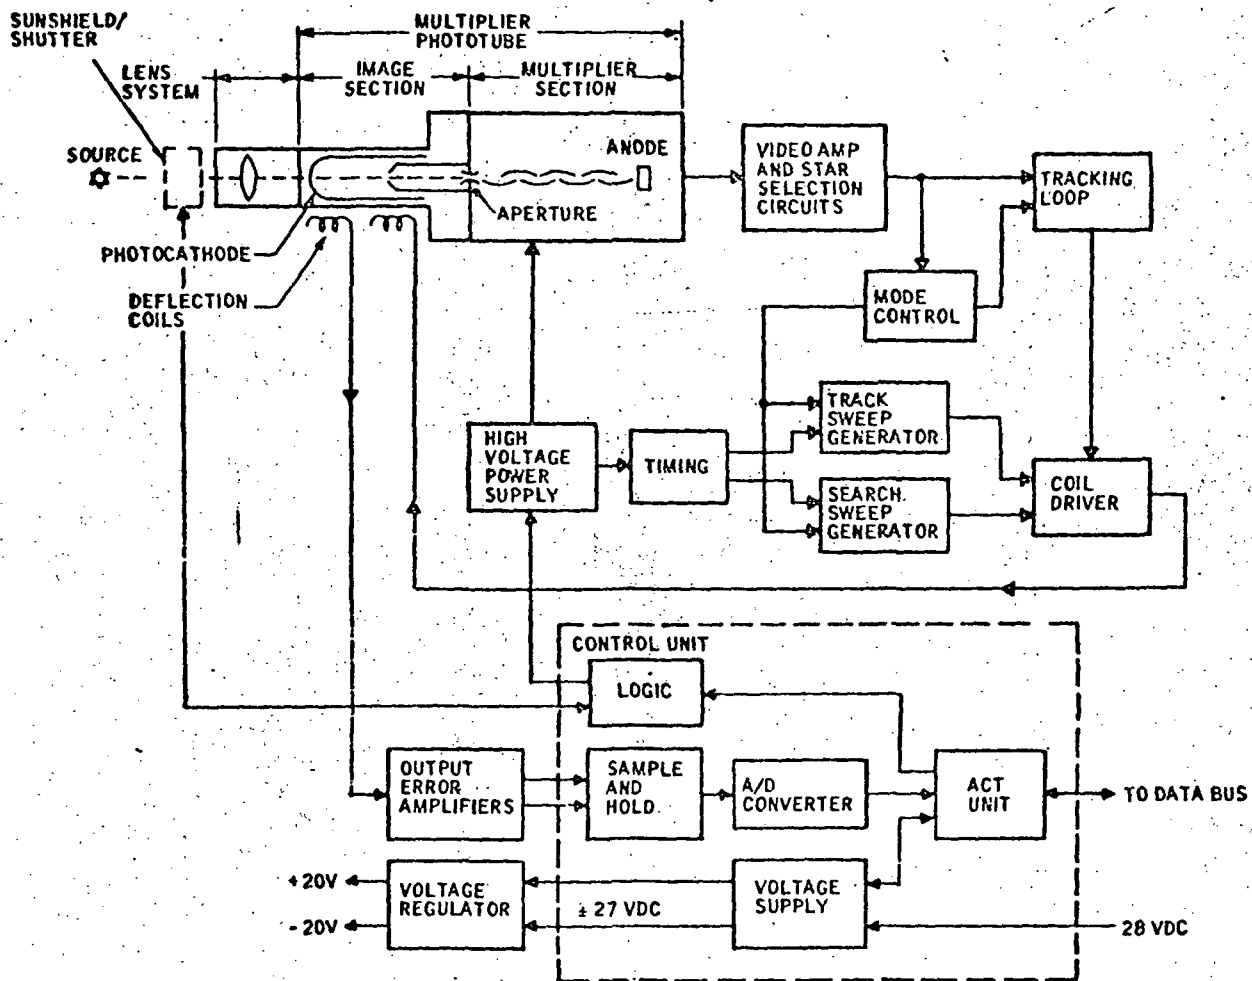 SUNSHIELD/
SHUTTER
MULTIPLIER
PHOTOTUBE
LENS
SYSTEM
IMAGE
SECTION
MULTIPLIER
SECTION
SOURCE
ANODE
APERTURE
PHOTOCATHODE
DEFLECTION
COILS
VIDEO AMP
AND STAR
SELECTION
CIRCUITS
TRACKING
LOOP
MODE
CONTROL
HIGH
VOLTAGE
POWER
SUPPLY
TIMING
TRACK
SWEEP
GENERATOR
SEARCH
SWEEP
GENERATOR
COIL
DRIVER
CONTROL UNIT
LOGIC
OUTPUT
ERROR
AMPLIFIERS
SAMPLE
AND
HOLD
A/D
CONVERTER
ACT
UNIT
TO DATA BUS
+20V
-20V
VOLTAGE
REGULATOR
± 27 VDC
VOLTAGE
SUPPLY
28 VDC